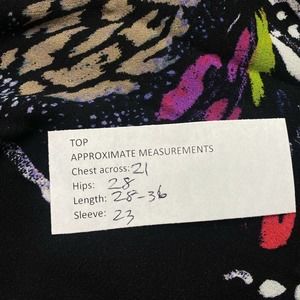 TOP
APPROXIMATE MEASUREMENTS
Chest across: 21
Hips: 28
Length: 28-36
Sleeve: 23